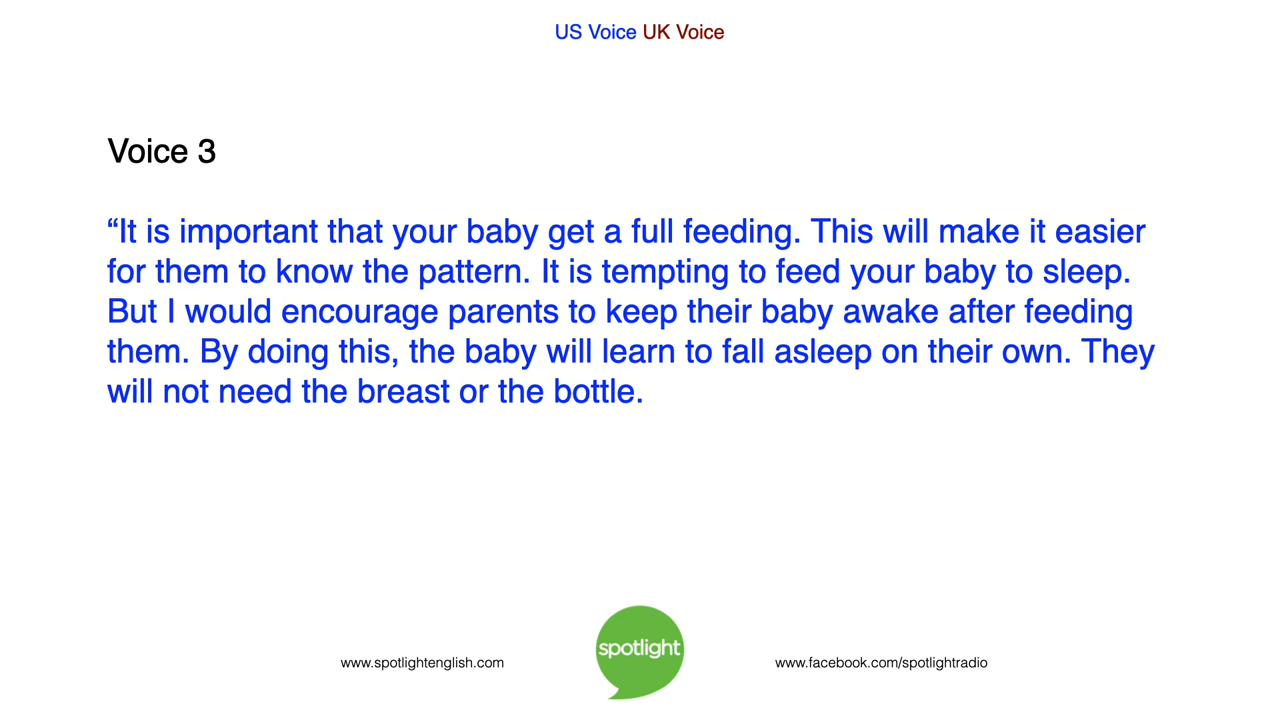 US Voice UK Voice
Voice 3
“It is important that your baby get a full feeding. This will make it easier
for them to know the pattern. It is tempting to feed your baby to sleep.
But I would encourage parents to keep their baby awake after feeding
them. By doing this, the baby will learn to fall asleep on their own. They
will not need the breast or the bottle.
spotlight
www.spotlightenglish.com
www.facebook.com/spotlightradio